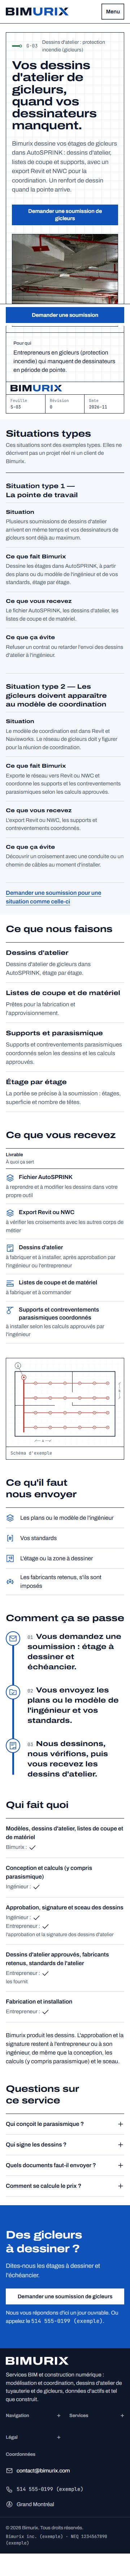 BIMURIX
Menu
G-03
Dessins d'atelier : protection
incendie (gicleurs)
Vos dessins
d'atelier de
gicleurs,
quand vos
dessinateurs
manquent.
Bimurix dessine vos étages de gicleurs
dans AutoSPRINK : dessins d'atelier,
listes de coupe et supports, avec un
export Revit ou NWC pour la
coordination. Un renfort de dessin
quand la pointe arrive.
Demander une soumission de
gicleurs
Demander une soumission
Pour qui
Entrepreneurs en gicleurs (protection
incendie) qui manquent de dessinateurs
en période de pointe.
BIMURIX
Feuille
Révision
Date
Situations types
Ces situations sont des exemples types. Elles ne
décrivent pas un projet réel ni un client de
Bimurix.
Situation type 1 —
La pointe de travail
Situation
Plusieurs soumissions de dessins d'atelier
arrivent en même temps et vos dessinateurs de
gicleurs sont déjà au maximum.
Ce que fait Bimurix
Dessine les étages dans AutoSPRINK, à partir
de vos plans ou du modèle de l'ingénieur et de vos
standards, étage par étage.
Ce que vous recevez
Le fichier AutoSPRINK, les dessins d'atelier, les
listes de coupe et de matériel.
Ce que ça évite
Refuser un contrat ou retarder l'envoi des dessins
d'atelier à l'ingénieur.
Situation type 2 — Les
gicleurs doivent apparaître
au modèle de coordination
Situation
Le modèle de coordination est dans Revit et
Navisworks. Le réseau de gicleurs doit y figurer
pour la réunion de coordination.
Ce que fait Bimurix
Exporte le réseau vers Revit ou NWC et
coordonne les supports et les contreventements
parasismiques selon les calculs approuvés.
Ce que vous recevez
L'export Revit ou NWC, les supports et
contreventements coordonnés.
Ce que ça évite
Découvrir un croisement avec une conduite ou un
chemin de câbles au moment d'installer.
Demander une soumission pour une
situation comme celle-ci
Ce que nous faisons
Dessins d'atelier
Dessins d'atelier de gicleurs dans
AutoSPRINK, étage par étage.
Listes de coupe et de matériel
Prêtes pour la fabrication et
l'approvisionnement.
Supports et parasismique
Supports et contreventements parasismiques
coordonnés selon les dessins et les calculs
approuvés.
Étage par étage
La portée se précise à la soumission : étages,
superficie et nombre de têtes.
Ce que vous recevez
Livrable
À quoi ça sert
Fichier AutoSPRINK
à reprendre et à modifier les dessins dans votre
propre outil
Export Revit ou NWC
à vérifier les croisements avec les autres corps de
métier
Dessins d'atelier
à fabriquer et à installer, après approbation par
l'ingénieur ou l'entrepreneur
Listes de coupe et de matériel
à fabriquer et à commander
Supports et contreventements
parasismiques coordonnés
à installer selon les calculs approuvés par
l'ingénieur
Schéma d'exemple
Ce qu'il faut
nous envoyer
Les plans ou le modèle de l'ingénieur
Vos standards
L'étage ou la zone à dessiner
Les fabricants retenus, s'ils sont
imposés
Comment ça se passe
01 Vous demandez une
soumission : étage à
dessiner et
échéancier.
02 Vous envoyez les
plans ou le modèle de
l'ingénieur et vos
standards.
03 Nous dessinons,
nous vérifions, puis
vous recevez les
dessins d'atelier.
Qui fait quoi
Modèles, dessins d'atelier, listes de coupe et
de matériel
Bimurix :
Conception et calculs (y compris
parasismique)
Ingénieur :
Approbation, signature et sceau des dessins
Ingénieur :
Entrepreneur :
l'approbation et la signature des dessins d'atelier
Dessins d'atelier approuvés, fabricants
retenus, standards de l'atelier
Entrepreneur :
les fournit
Fabrication et installation
Entrepreneur :
Bimurix produit les dessins. L'approbation et la
signature restent à l'entrepreneur ou à son
ingénieur, de même que la conception, les
calculs (y compris parasismique) et le sceau.
Questions sur
ce service
Qui conçoit le parasismique ?
Qui signe les dessins ?
Quels documents faut-il envoyer ?
Comment se calcule le prix ?
Des gicleurs
à dessiner ?
Dites-nous les étages à dessiner et
l'échéancier.
Demander une soumission de gicleurs
Nous vous répondons d'ici un jour ouvrable. Ou
appelez le 514 555-0199 (exemple).
BIMURIX
Services BIM et construction numérique :
modélisation et coordination, dessins d'atelier de
tuyauterie et de gicleurs, données d'actifs et tout
que construit.
Navigation
Services
Légal
Coordonnées
contact@bimurix.com
514 555-0199 (exemple)
Grand Montréal
© 2026 Bimurix. Tous droits réservés.
Bimurix inc. (exemple) · NEQ 1234567890
(exemple)